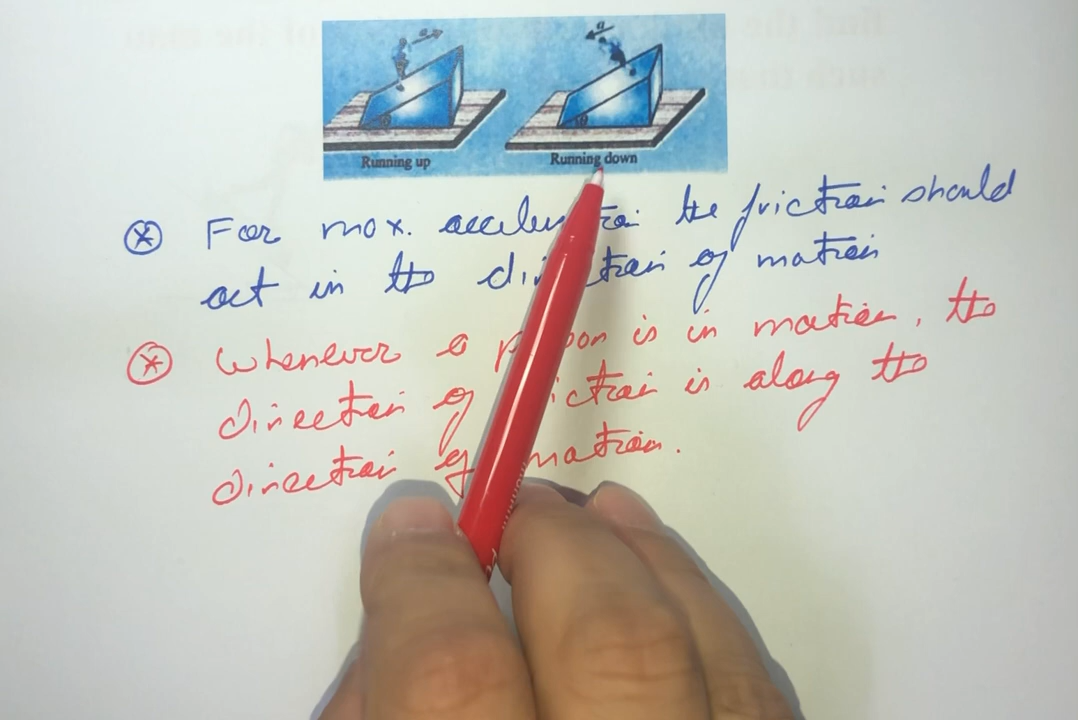 a a
Running up Running down
For max. acceleration the friction should
act in the direction of motion
Whenever a person is in motion, the
direction of friction is along the
direction of motion.